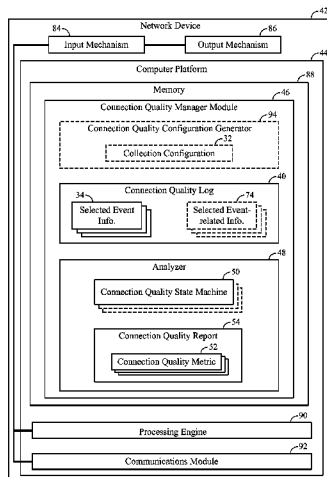 42
Network Device
84
86
Input Mechanism
Output Mechanism
44
Computer Platform
88
Memory
46
Connection Quality Manager Module
94
Connection Quality Configuration Generator
32
Collection Configuration
40
Connection Quality Log
34
74
Selected Event Info.
Selected Event-related Info.
48
Analyzer
50
Connection Quality State Machine
54
Connection Quality Report
52
Connection Quality Metric
90
Processing Engine
92
Communications Module